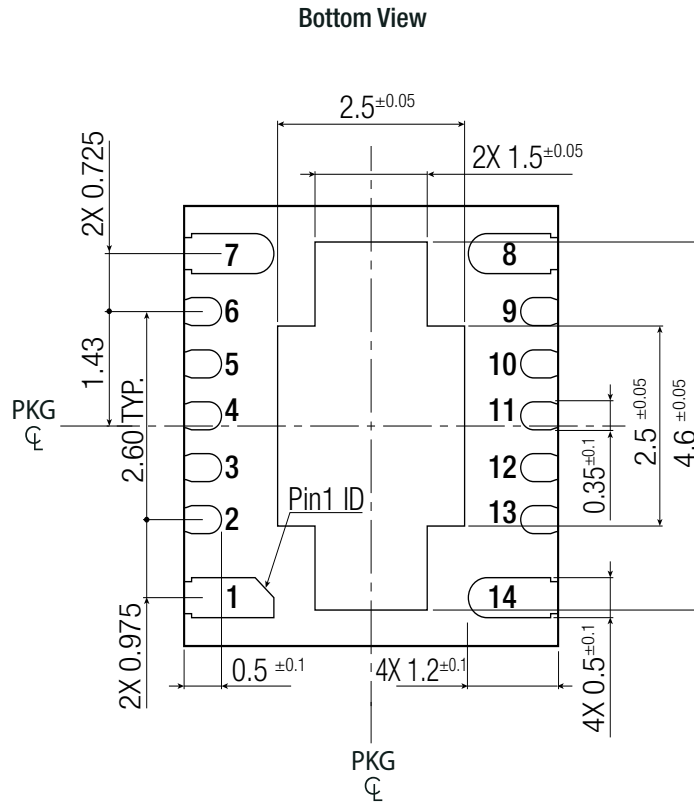 Bottom View
2.5±0.05
2X 1.5±0.05
2X 0.725
7
8
6
9
1.43
5
10
2.60 TYP.
4
11
PKG
CL
3
12
0.35±0.1
2.5 ±0.05
4.6 ±0.05
Pin1 ID
2
13
1
14
2X 0.975
0.5 ±0.1
4X 1.2±0.1
4X 0.5±0.1
PKG
CL